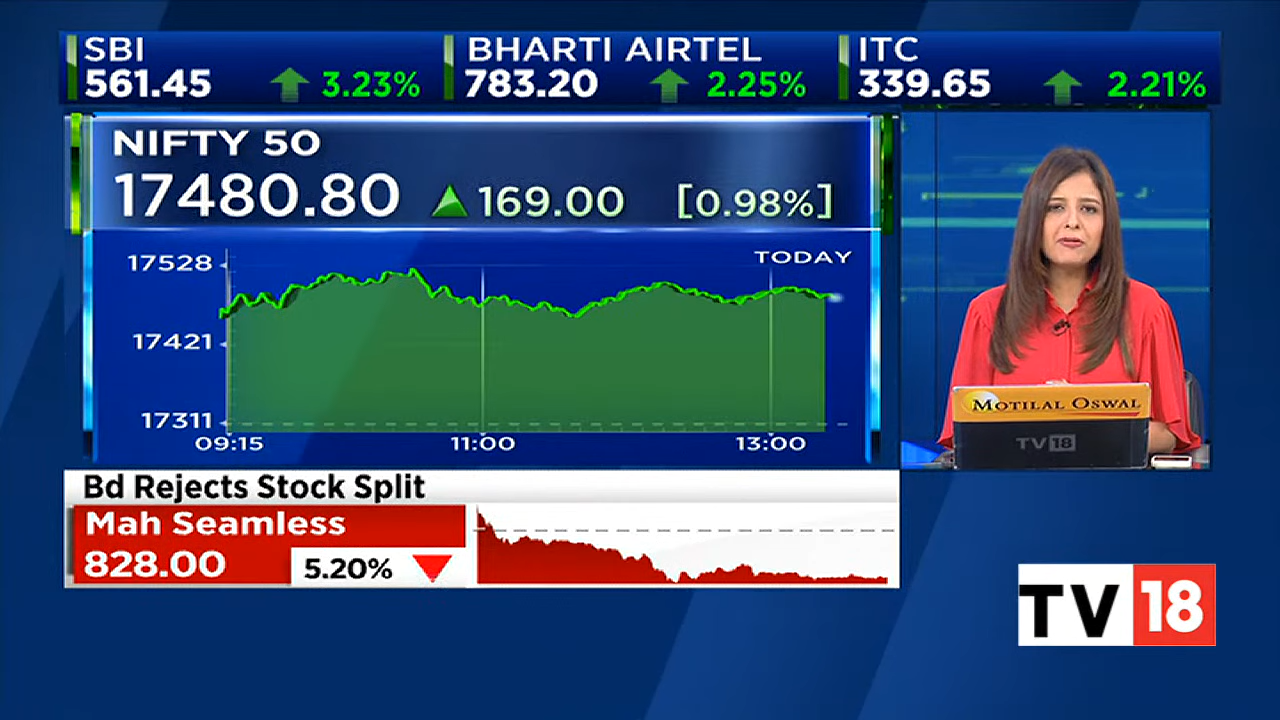 SBI
561.45 3.23%
BHARTI AIRTEL
783.20 2.25%
ITC
339.65 2.21%
NIFTY 50
17480.80 169.00 [0.98%]
TODAY
17528
17421
17311
09:15 11:00 13:00
MOTILAL OSWAL
TV18
Bd Rejects Stock Split
Mah Seamless
828.00 5.20%
TV18